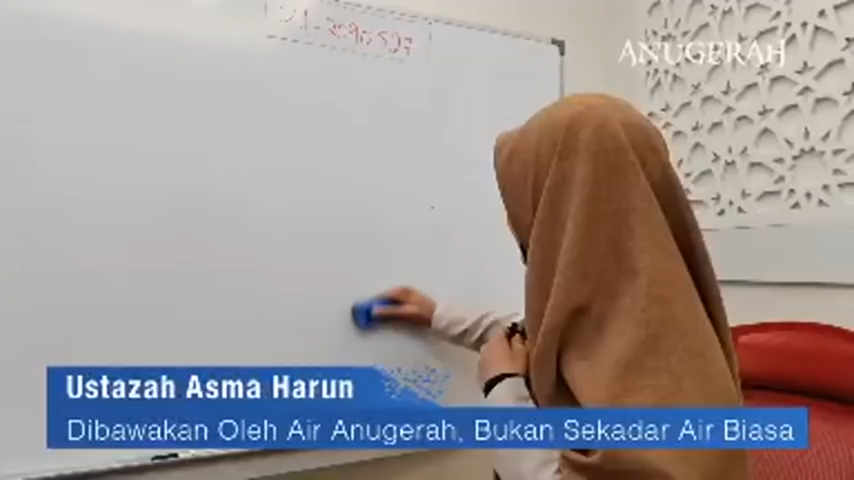 ANUGERAH
Ustazah Asma Harun
Dibawakan Oleh Air Anugerah, Bukan Sekadar Air Biasa